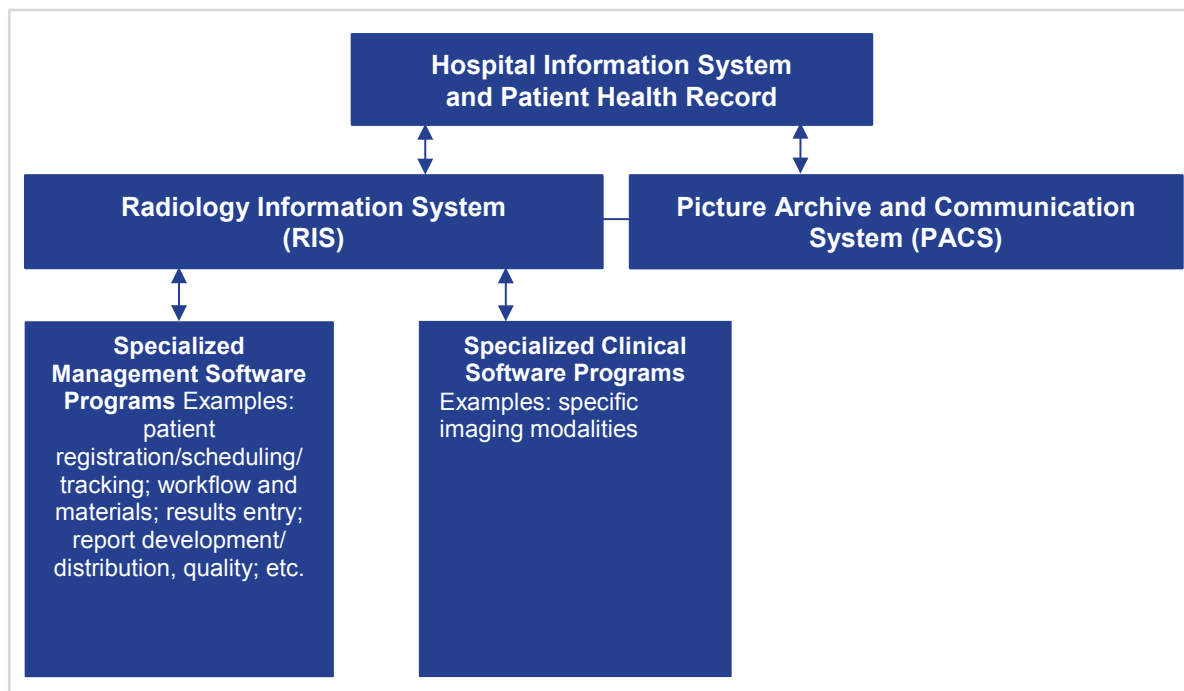 Hospital Information System
and Patient Health Record
Radiology Information System
(RIS)
Picture Archive and Communication
System (PACS)
Specialized
Management Software
Programs Examples:
patient
registration/scheduling/
tracking; workflow and
materials; results entry;
report development/
distribution, quality; etc.
Specialized Clinical
Software Programs
Examples: specific
imaging modalities